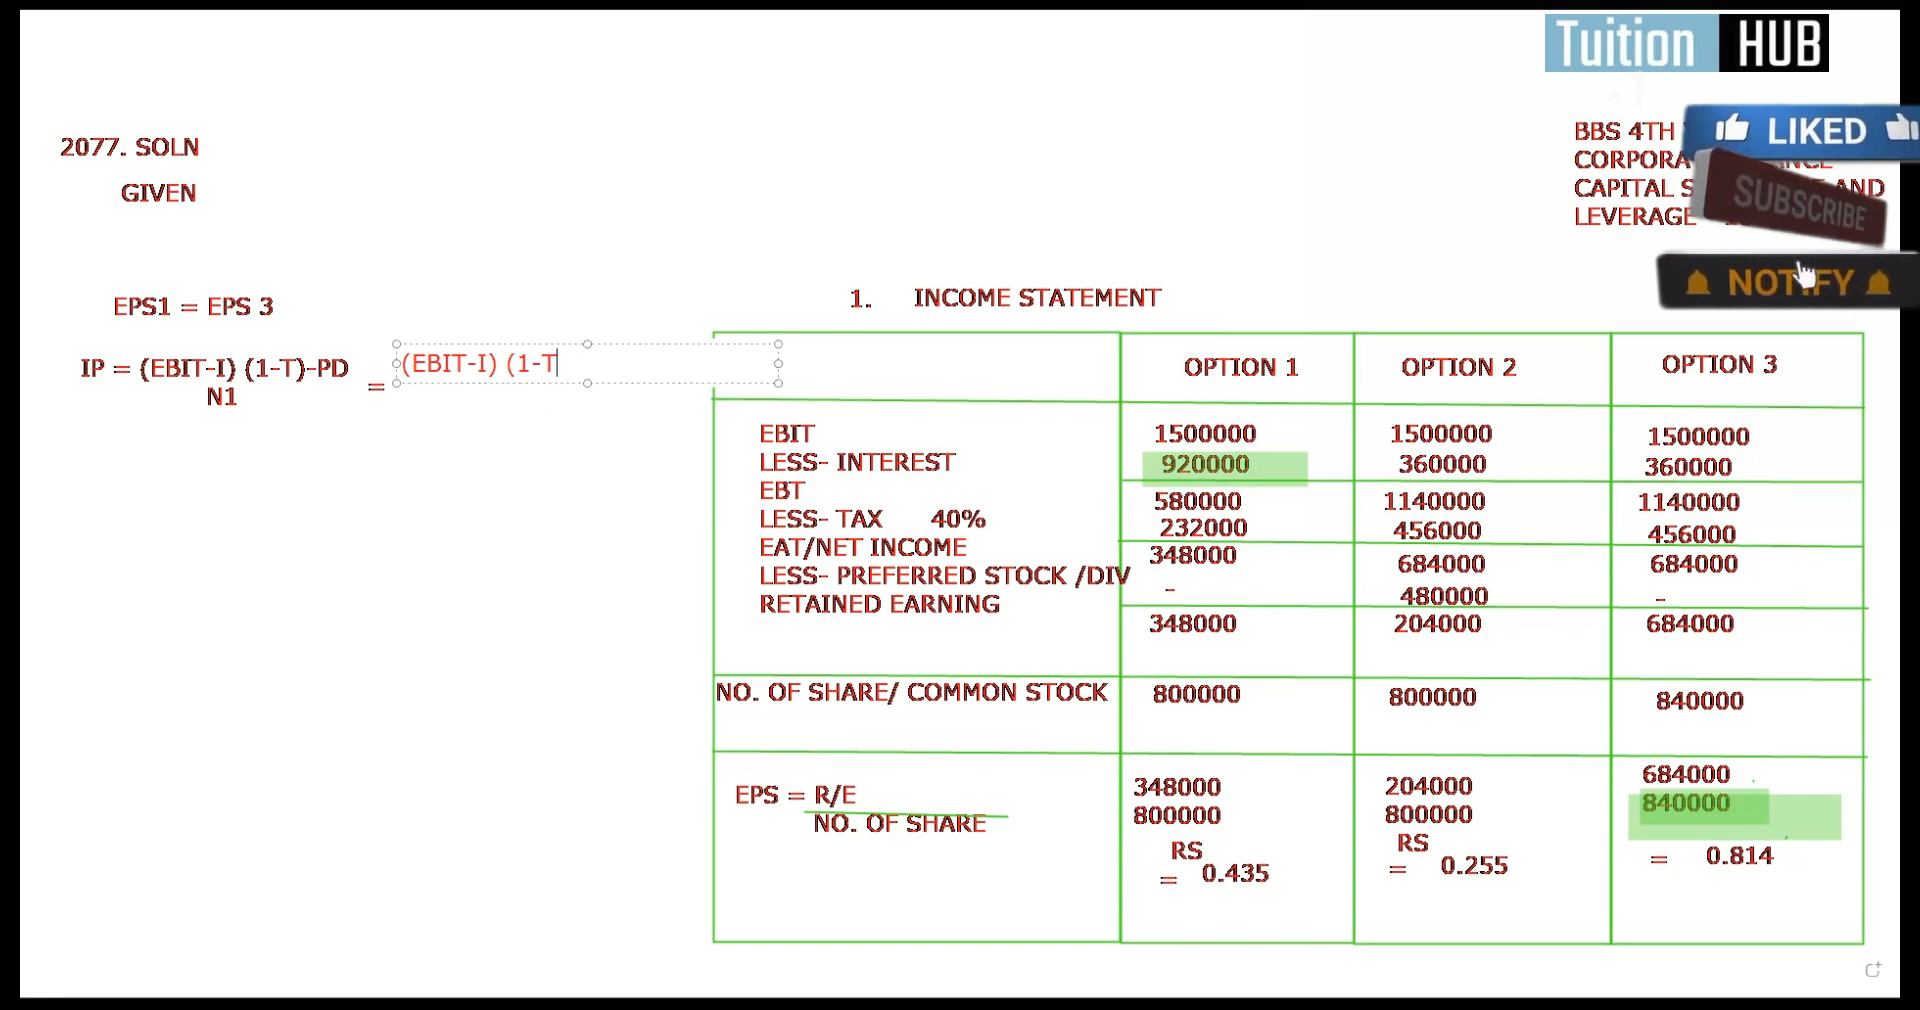 Tuition HUB
2077. SOLN
GIVEN
BBS 4TH
LIKED
CORPORA
CAPITAL S AND
SUBSCRIBE
LEVERAGE
NOTIFY
EPS1 = EPS 3
1. INCOME STATEMENT
IP = (EBIT-I) (1-T)-PD = (EBIT-I) (1-T
N1
OPTION 1 OPTION 2 OPTION 3
EBIT 1500000 1500000 1500000
LESS- INTEREST 920000 360000 360000
EBT 580000 1140000 1140000
LESS- TAX 40% 232000 456000 456000
EAT/NET INCOME 348000 684000 684000
LESS- PREFERRED STOCK /DIV - 480000 -
RETAINED EARNING 348000 204000 684000
NO. OF SHARE/ COMMON STOCK 800000 800000 840000
EPS = R/E 348000 204000 684000
NO. OF SHARE 800000 800000 840000
RS RS
= 0.435 = 0.255 = 0.814